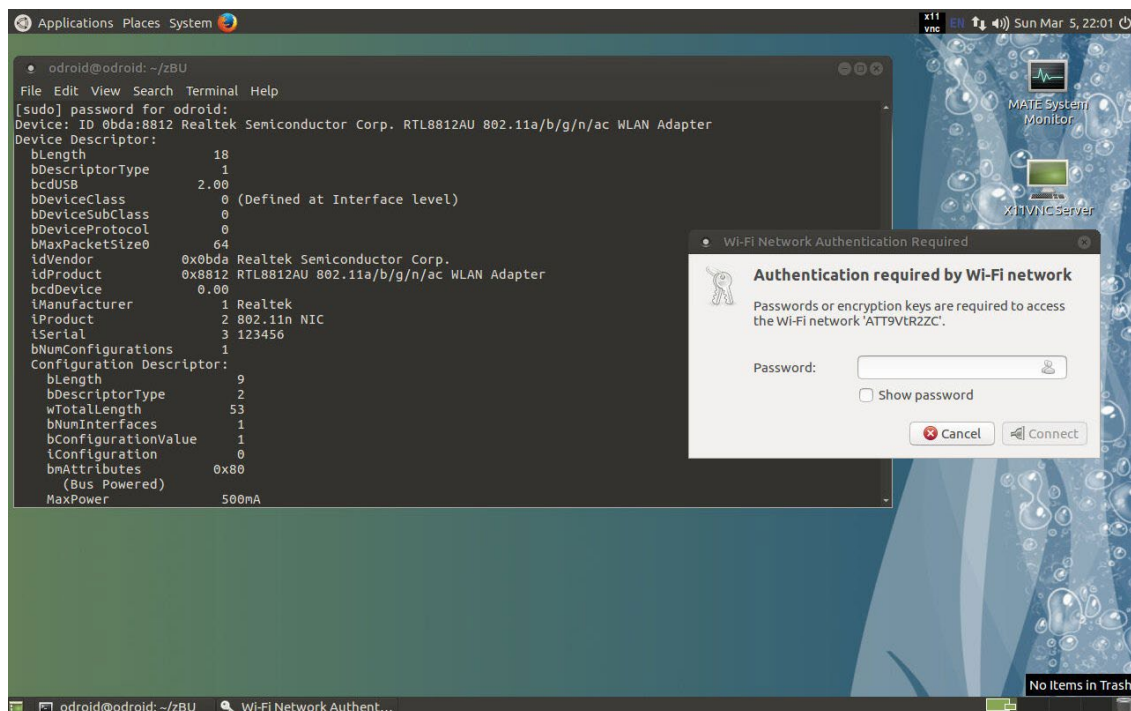 Applications Places System
x11
vnc
EN
Sun Mar 5, 22:01
odroid@odroid: ~/zBU
File Edit View Search Terminal Help
[sudo] password for odroid:
Device: ID 0bda:8812 Realtek Semiconductor Corp. RTL8812AU 802.11a/b/g/n/ac WLAN Adapter
Device Descriptor:
bLength 18
bDescriptorType 1
bcdUSB 2.00
bDeviceClass 0 (Defined at Interface level)
bDeviceSubClass 0
bDeviceProtocol 0
bMaxPacketSize0 64
idVendor 0x0bda Realtek Semiconductor Corp.
idProduct 0x8812 RTL8812AU 802.11a/b/g/n/ac WLAN Adapter
bcdDevice 0.00
iManufacturer 1 Realtek
iProduct 2 802.11n NIC
iSerial 3 123456
bNumConfigurations 1
Configuration Descriptor:
bLength 9
bDescriptorType 2
wTotalLength 53
bNumInterfaces 1
bConfigurationValue 1
iConfiguration 0
bmAttributes 0x80
(Bus Powered)
MaxPower 500mA
MATE System
Monitor
X11VNC Server
Wi-Fi Network Authentication Required
Authentication required by Wi-Fi network
Passwords or encryption keys are required to access
the Wi-Fi network 'ATT9VtR2ZC'.
Password:
Show password
Cancel
Connect
No Items in Trash
odroid@odroid: ~/zBU
Wi-Fi Network Authent...